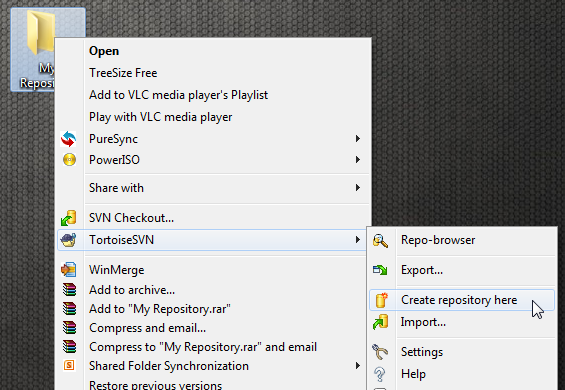 My
Reposi
Open
TreeSize Free
Add to VLC media player's Playlist
Play with VLC media player
PureSync
PowerISO
Share with
SVN Checkout...
TortoiseSVN
WinMerge
Add to archive...
Add to "My Repository.rar"
Compress and email...
Compress to "My Repository.rar" and email
Shared Folder Synchronization
Restore previous versions
Repo-browser
Export...
Create repository here
Import...
Settings
Help